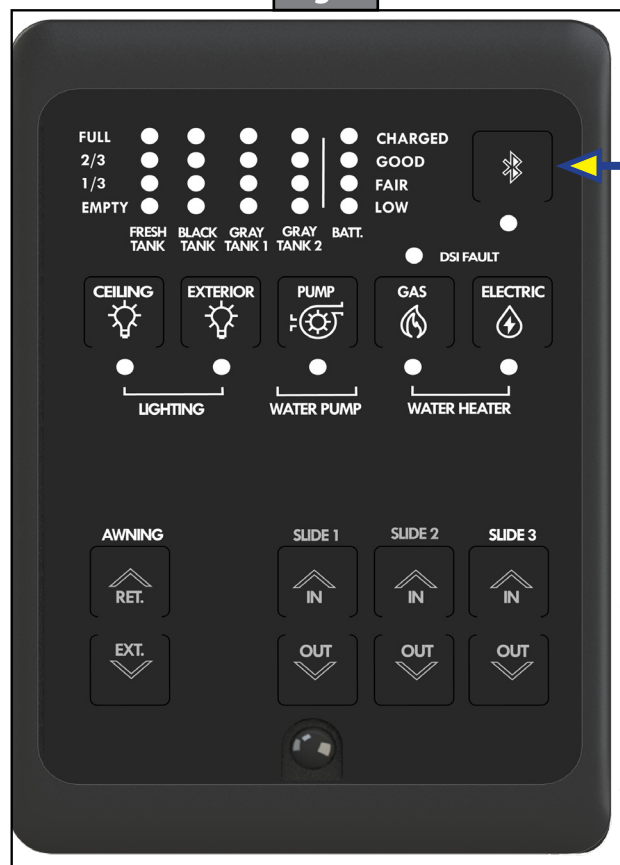 FULL CHARGED
2/3 GOOD
1/3 FAIR
EMPTY LOW
FRESH TANK BLACK TANK GRAY TANK 1 GRAY TANK 2 BATT.
DSI FAULT
CEILING EXTERIOR PUMP GAS ELECTRIC
LIGHTING WATER PUMP WATER HEATER
AWNING SLIDE 1 SLIDE 2 SLIDE 3
RET. IN IN IN
EXT. OUT OUT OUT